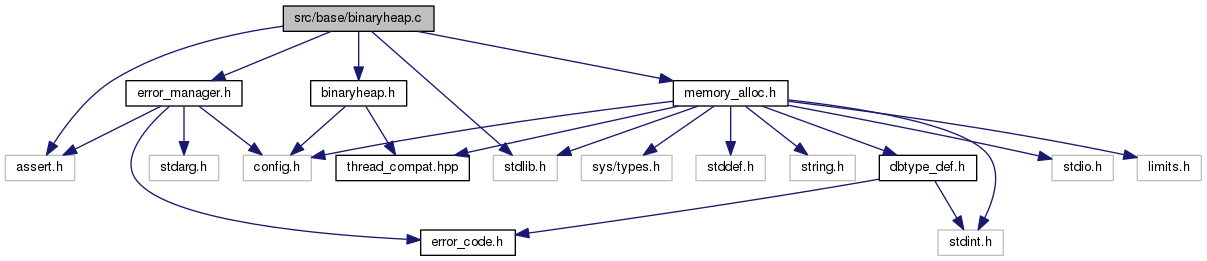 src/base/binaryheap.c
error_manager.h
binaryheap.h
memory_alloc.h
assert.h
stdarg.h
config.h
thread_compat.hpp
stdlib.h
sys/types.h
stddef.h
string.h
dbtype_def.h
stdio.h
limits.h
error_code.h
stdint.h